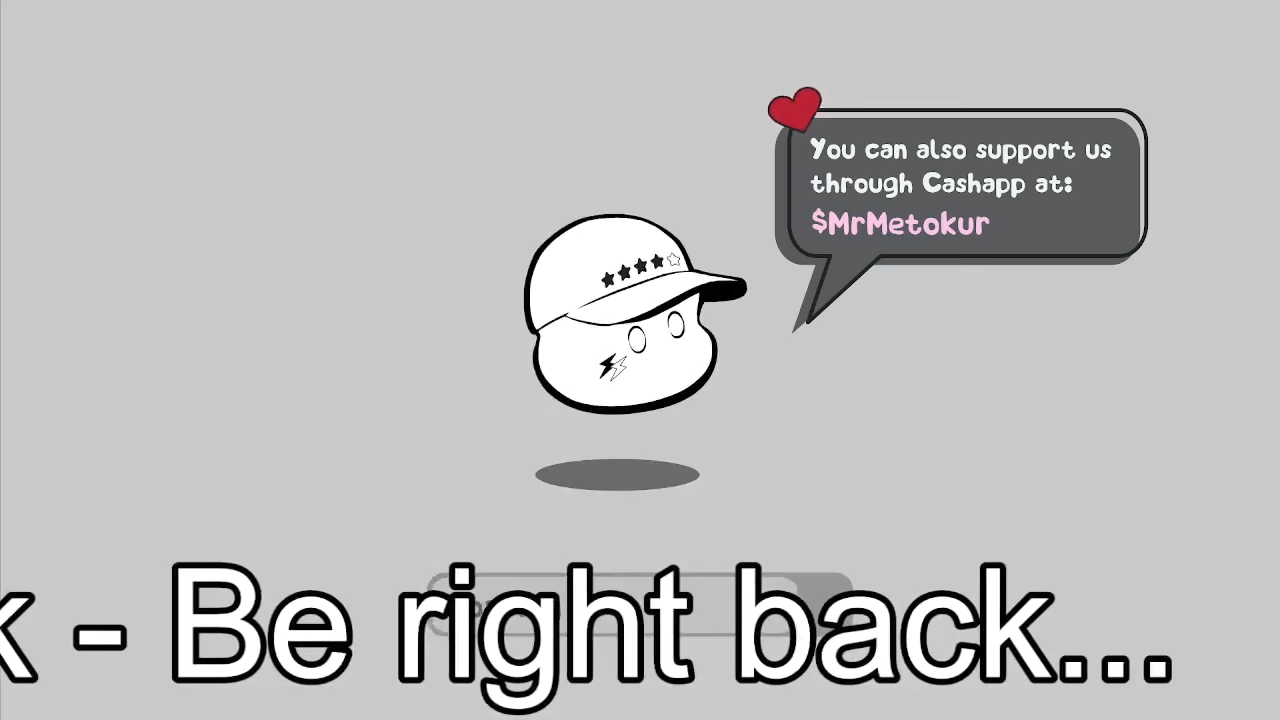 You can also support us
through Cashapp at:
$MrMetokur
k - Be right back...